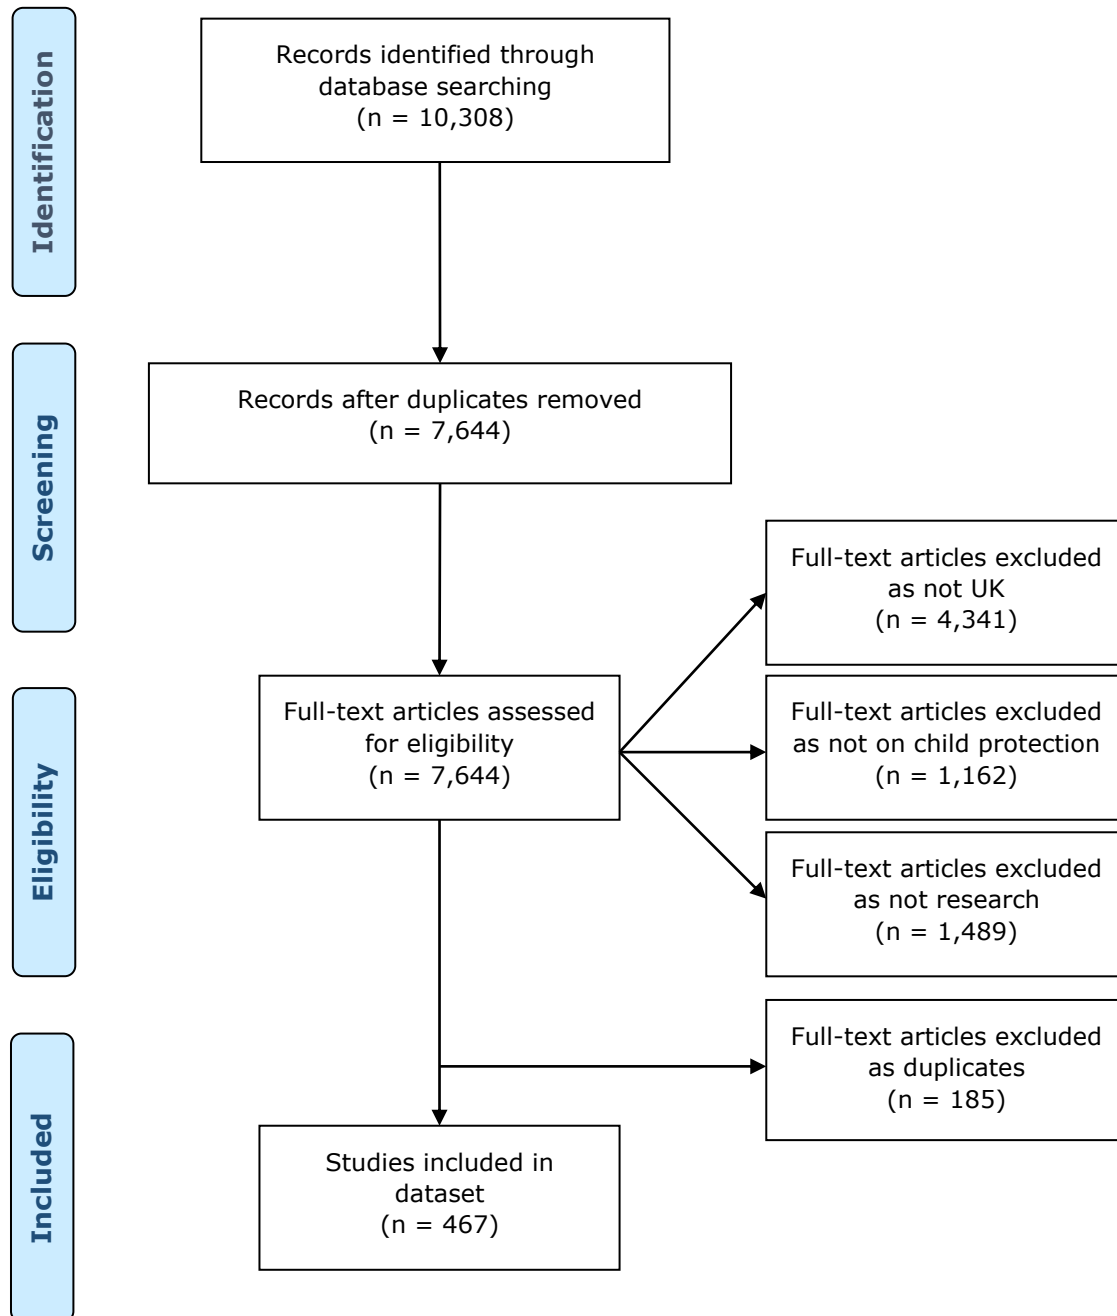 Identification
Records identified through
database searching
(n = 10,308)
Screening
Records after duplicates removed
(n = 7,644)
Eligibility
Full-text articles assessed
for eligibility
(n = 7,644)
Full-text articles excluded
as not UK
(n = 4,341)
Full-text articles excluded
as not on child protection
(n = 1,162)
Full-text articles excluded
as not research
(n = 1,489)
Full-text articles excluded
as duplicates
(n = 185)
Included
Studies included in
dataset
(n = 467)